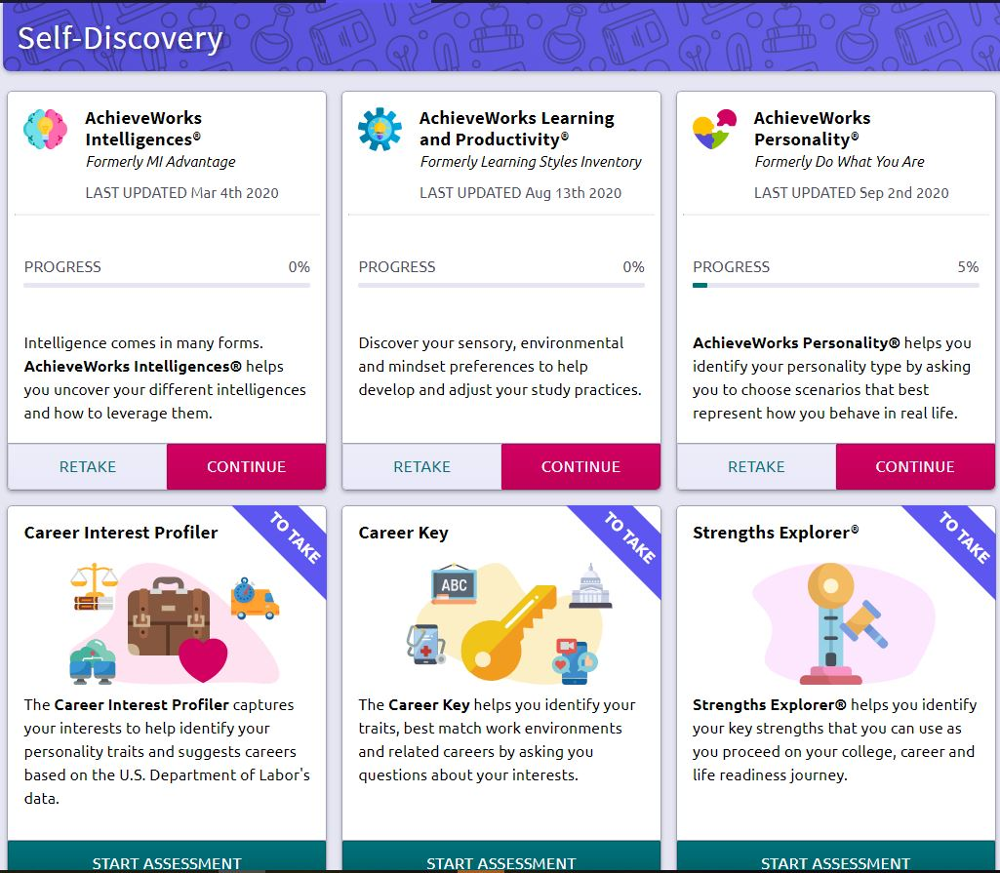 Self-Discovery
AchieveWorks
Intelligences®
Formerly MI Advantage
LAST UPDATED Mar 4th 2020
PROGRESS 0%
Intelligence comes in many forms.
AchieveWorks Intelligences® helps
you uncover your different intelligences
and how to leverage them.
RETAKE CONTINUE
AchieveWorks Learning
and Productivity®
Formerly Learning Styles Inventory
LAST UPDATED Aug 13th 2020
PROGRESS 0%
Discover your sensory, environmental
and mindset preferences to help
develop and adjust your study practices.
RETAKE CONTINUE
AchieveWorks
Personality®
Formerly Do What You Are
LAST UPDATED Sep 2nd 2020
PROGRESS 5%
AchieveWorks Personality® helps you
identify your personality type by asking
you to choose scenarios that best
represent how you behave in real life.
RETAKE CONTINUE
Career Interest Profiler
TO TAKE
The Career Interest Profiler captures
your interests to help identify your
personality traits and suggests careers
based on the U.S. Department of Labor's
data.
START ASSESSMENT
Career Key
TO TAKE
ABC
The Career Key helps you identify your
traits, best match work environments
and related careers by asking you
questions about your interests.
START ASSESSMENT
Strengths Explorer®
TO TAKE
Strengths Explorer® helps you identify
your key strengths that you can use as
you proceed on your college, career and
life readiness journey.
START ASSESSMENT